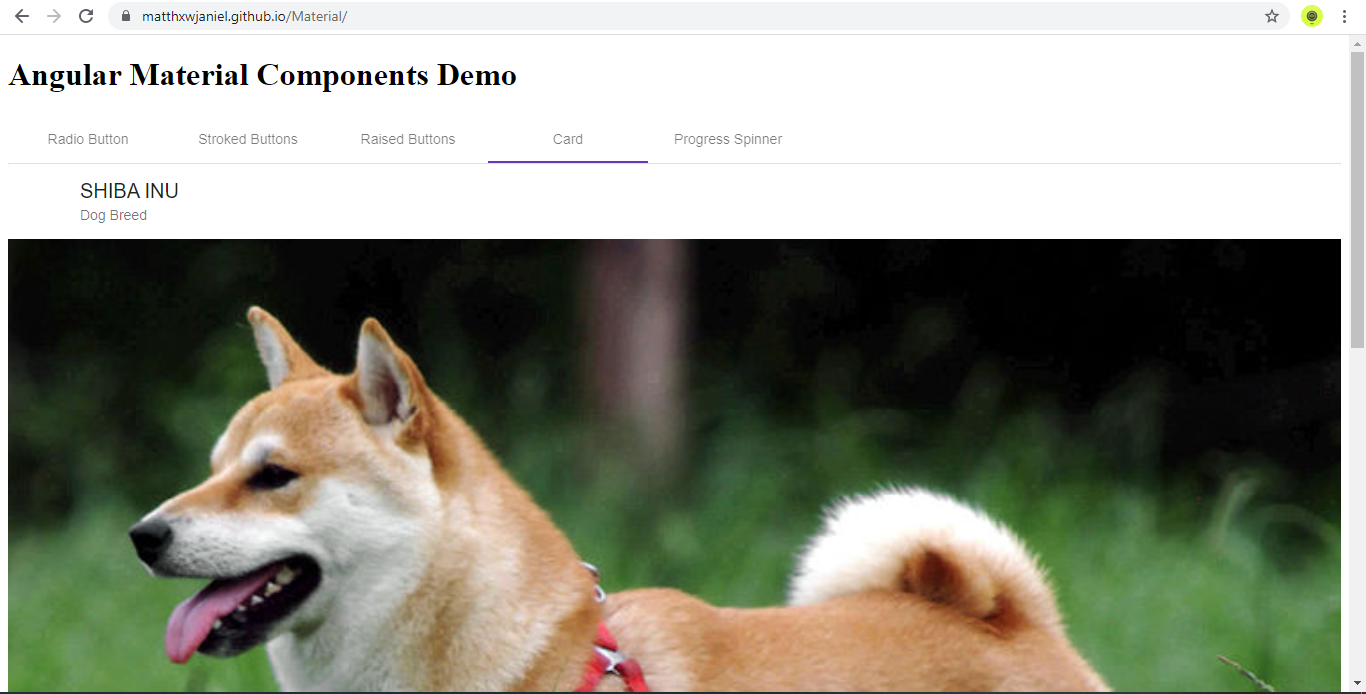 matthxwjaniel.github.io/Material/
Angular Material Components Demo
Radio Button Stroked Buttons Raised Buttons Card Progress Spinner
SHIBA INU
Dog Breed